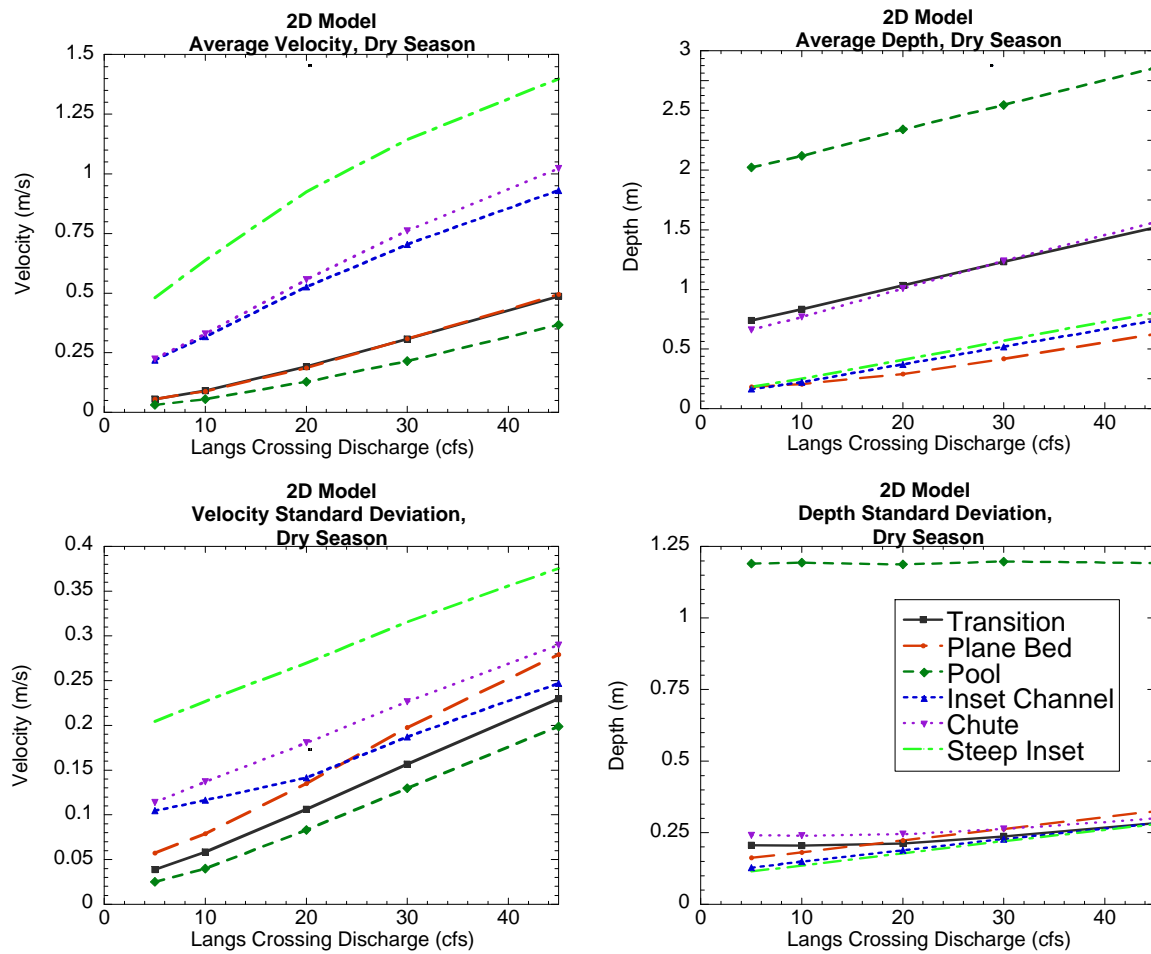 2D Model
Average Velocity, Dry Season
1.5
1.25
1
0.75
0.5
0.25
0
Velocity (m/s)
0 10 20 30 40
Langs Crossing Discharge (cfs)
2D Model
Average Depth, Dry Season
3
2.5
2
1.5
1
0.5
0
Depth (m)
0 10 20 30 40
Langs Crossing Discharge (cfs)
2D Model
Velocity Standard Deviation,
Dry Season
0.4
0.35
0.3
0.25
0.2
0.15
0.1
0.05
0
Velocity (m/s)
0 10 20 30 40
Langs Crossing Discharge (cfs)
2D Model
Depth Standard Deviation,
Dry Season
1.25
1
0.75
0.5
0.25
0
Depth (m)
Transition
Plane Bed
Pool
Inset Channel
Chute
Steep Inset
0 10 20 30 40
Langs Crossing Discharge (cfs)